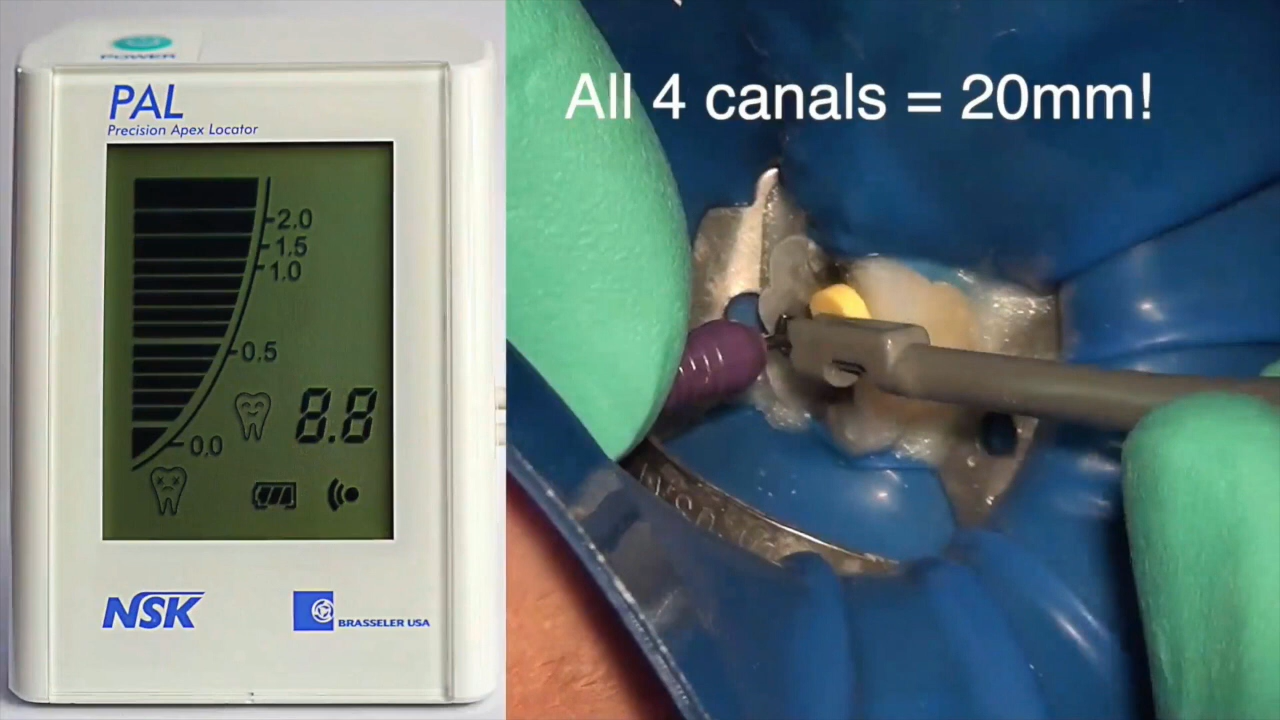 POWER
PAL
Precision Apex Locator
2.0
1.5
1.0
0.5
8.8
0.0
NSK
BRASSELER USA
All 4 canals = 20mm!